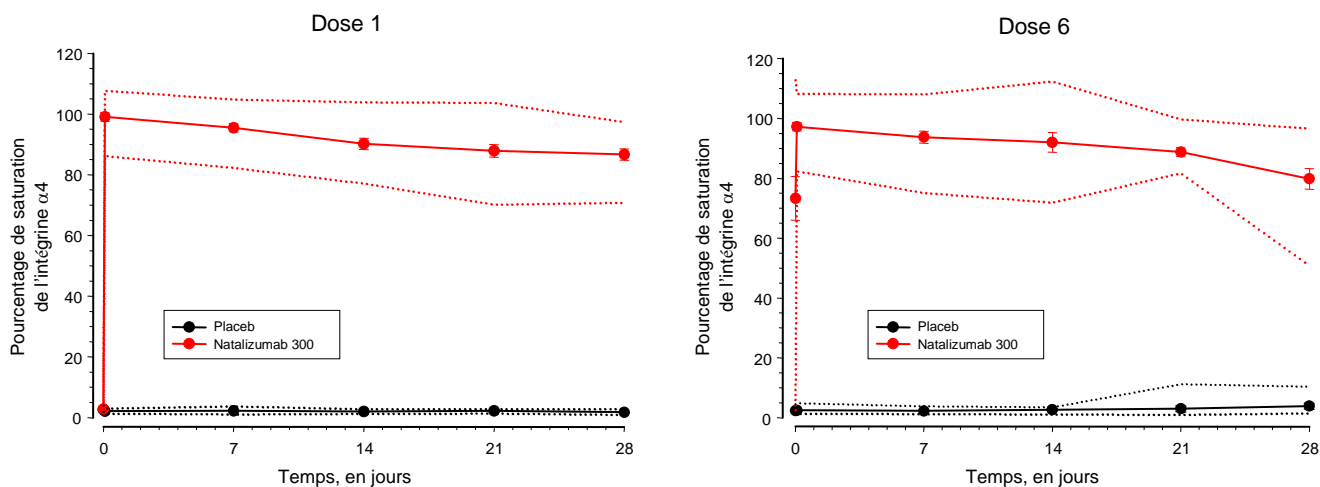 Dose 1
120
100
80
60
40
20
0
Pourcentage de saturation
de l'intégrine α4
Placeb
Natalizumab 300
0 7 14 21 28
Temps, en jours
Dose 6
120
100
80
60
40
20
0
Pourcentage de saturation
de l'intégrine α4
Placeb
Natalizumab 300
0 7 14 21 28
Temps, en jours